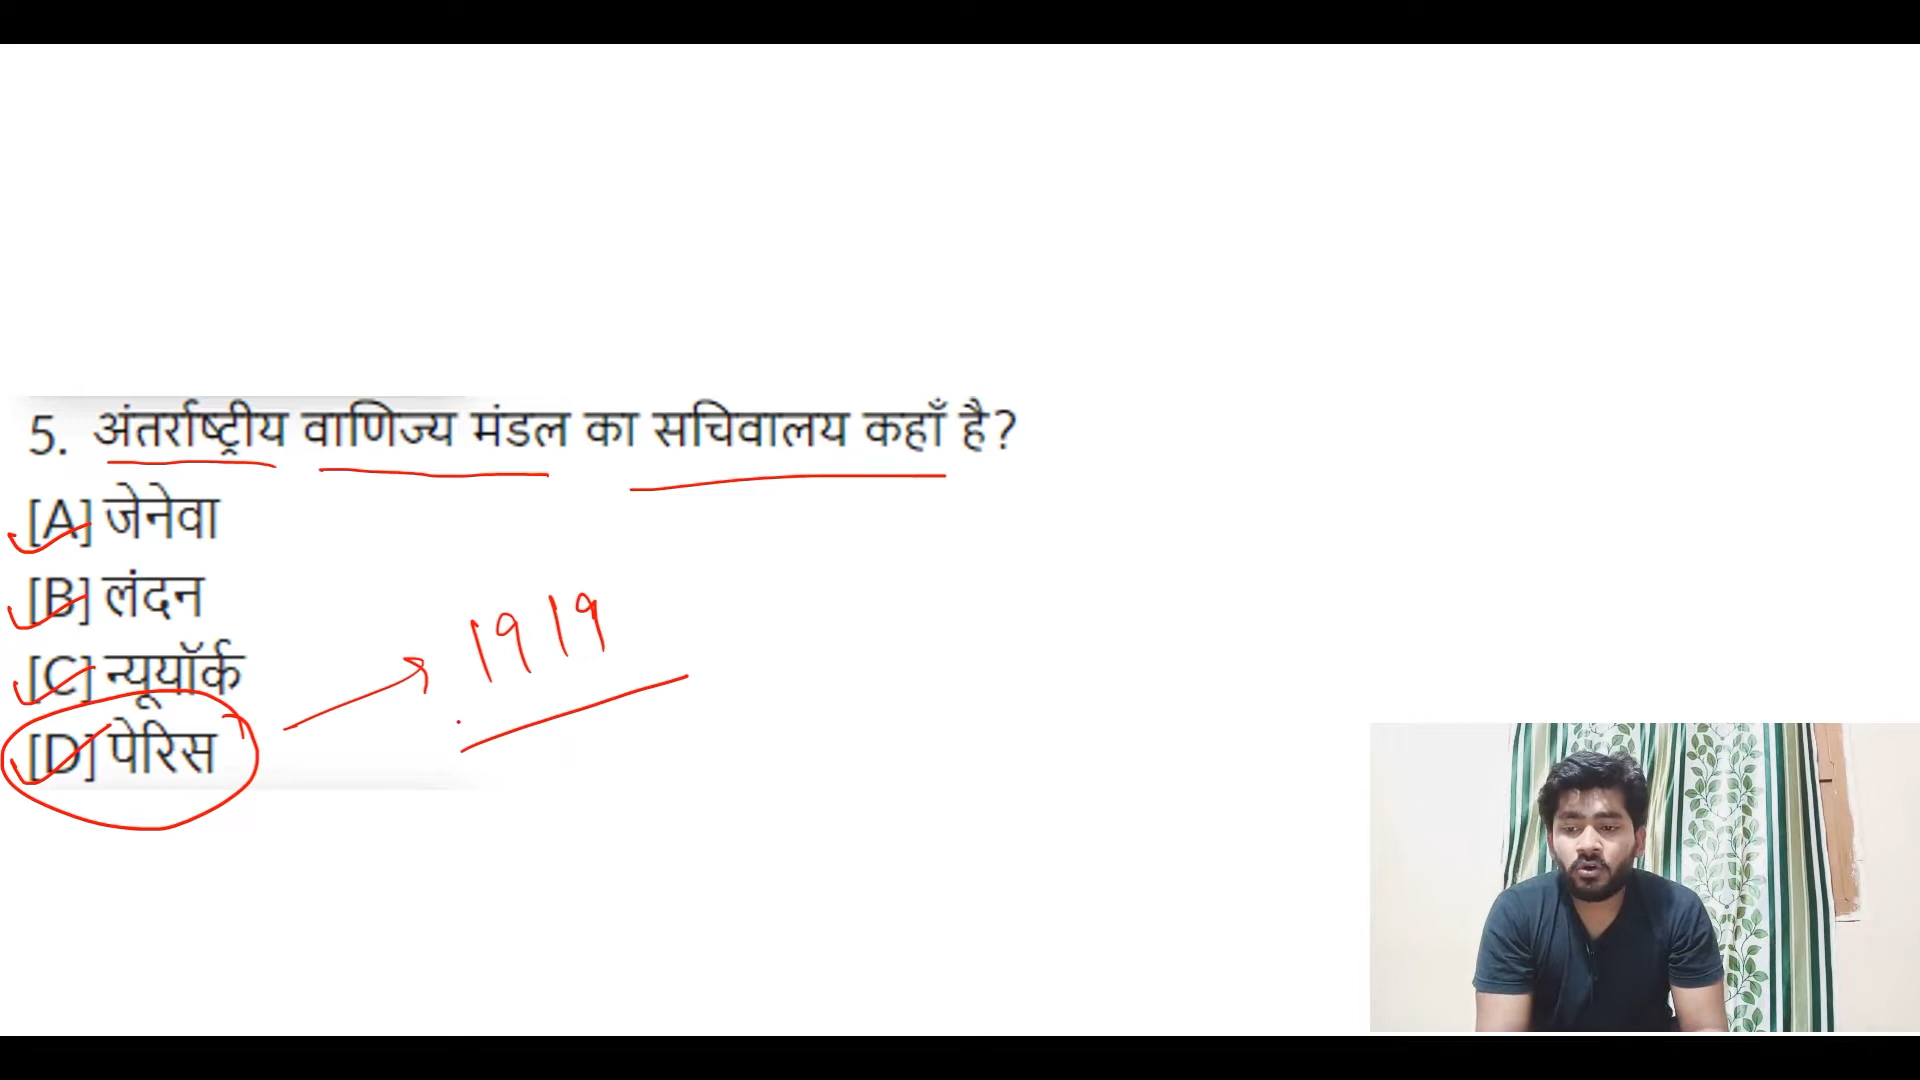 5. अंतर्राष्ट्रीय वाणिज्य मंडल का सचिवालय कहाँ है?
[A] जेनेवा
[B] लंदन
[C] न्यूयॉर्क
[D] पेरिस
1919